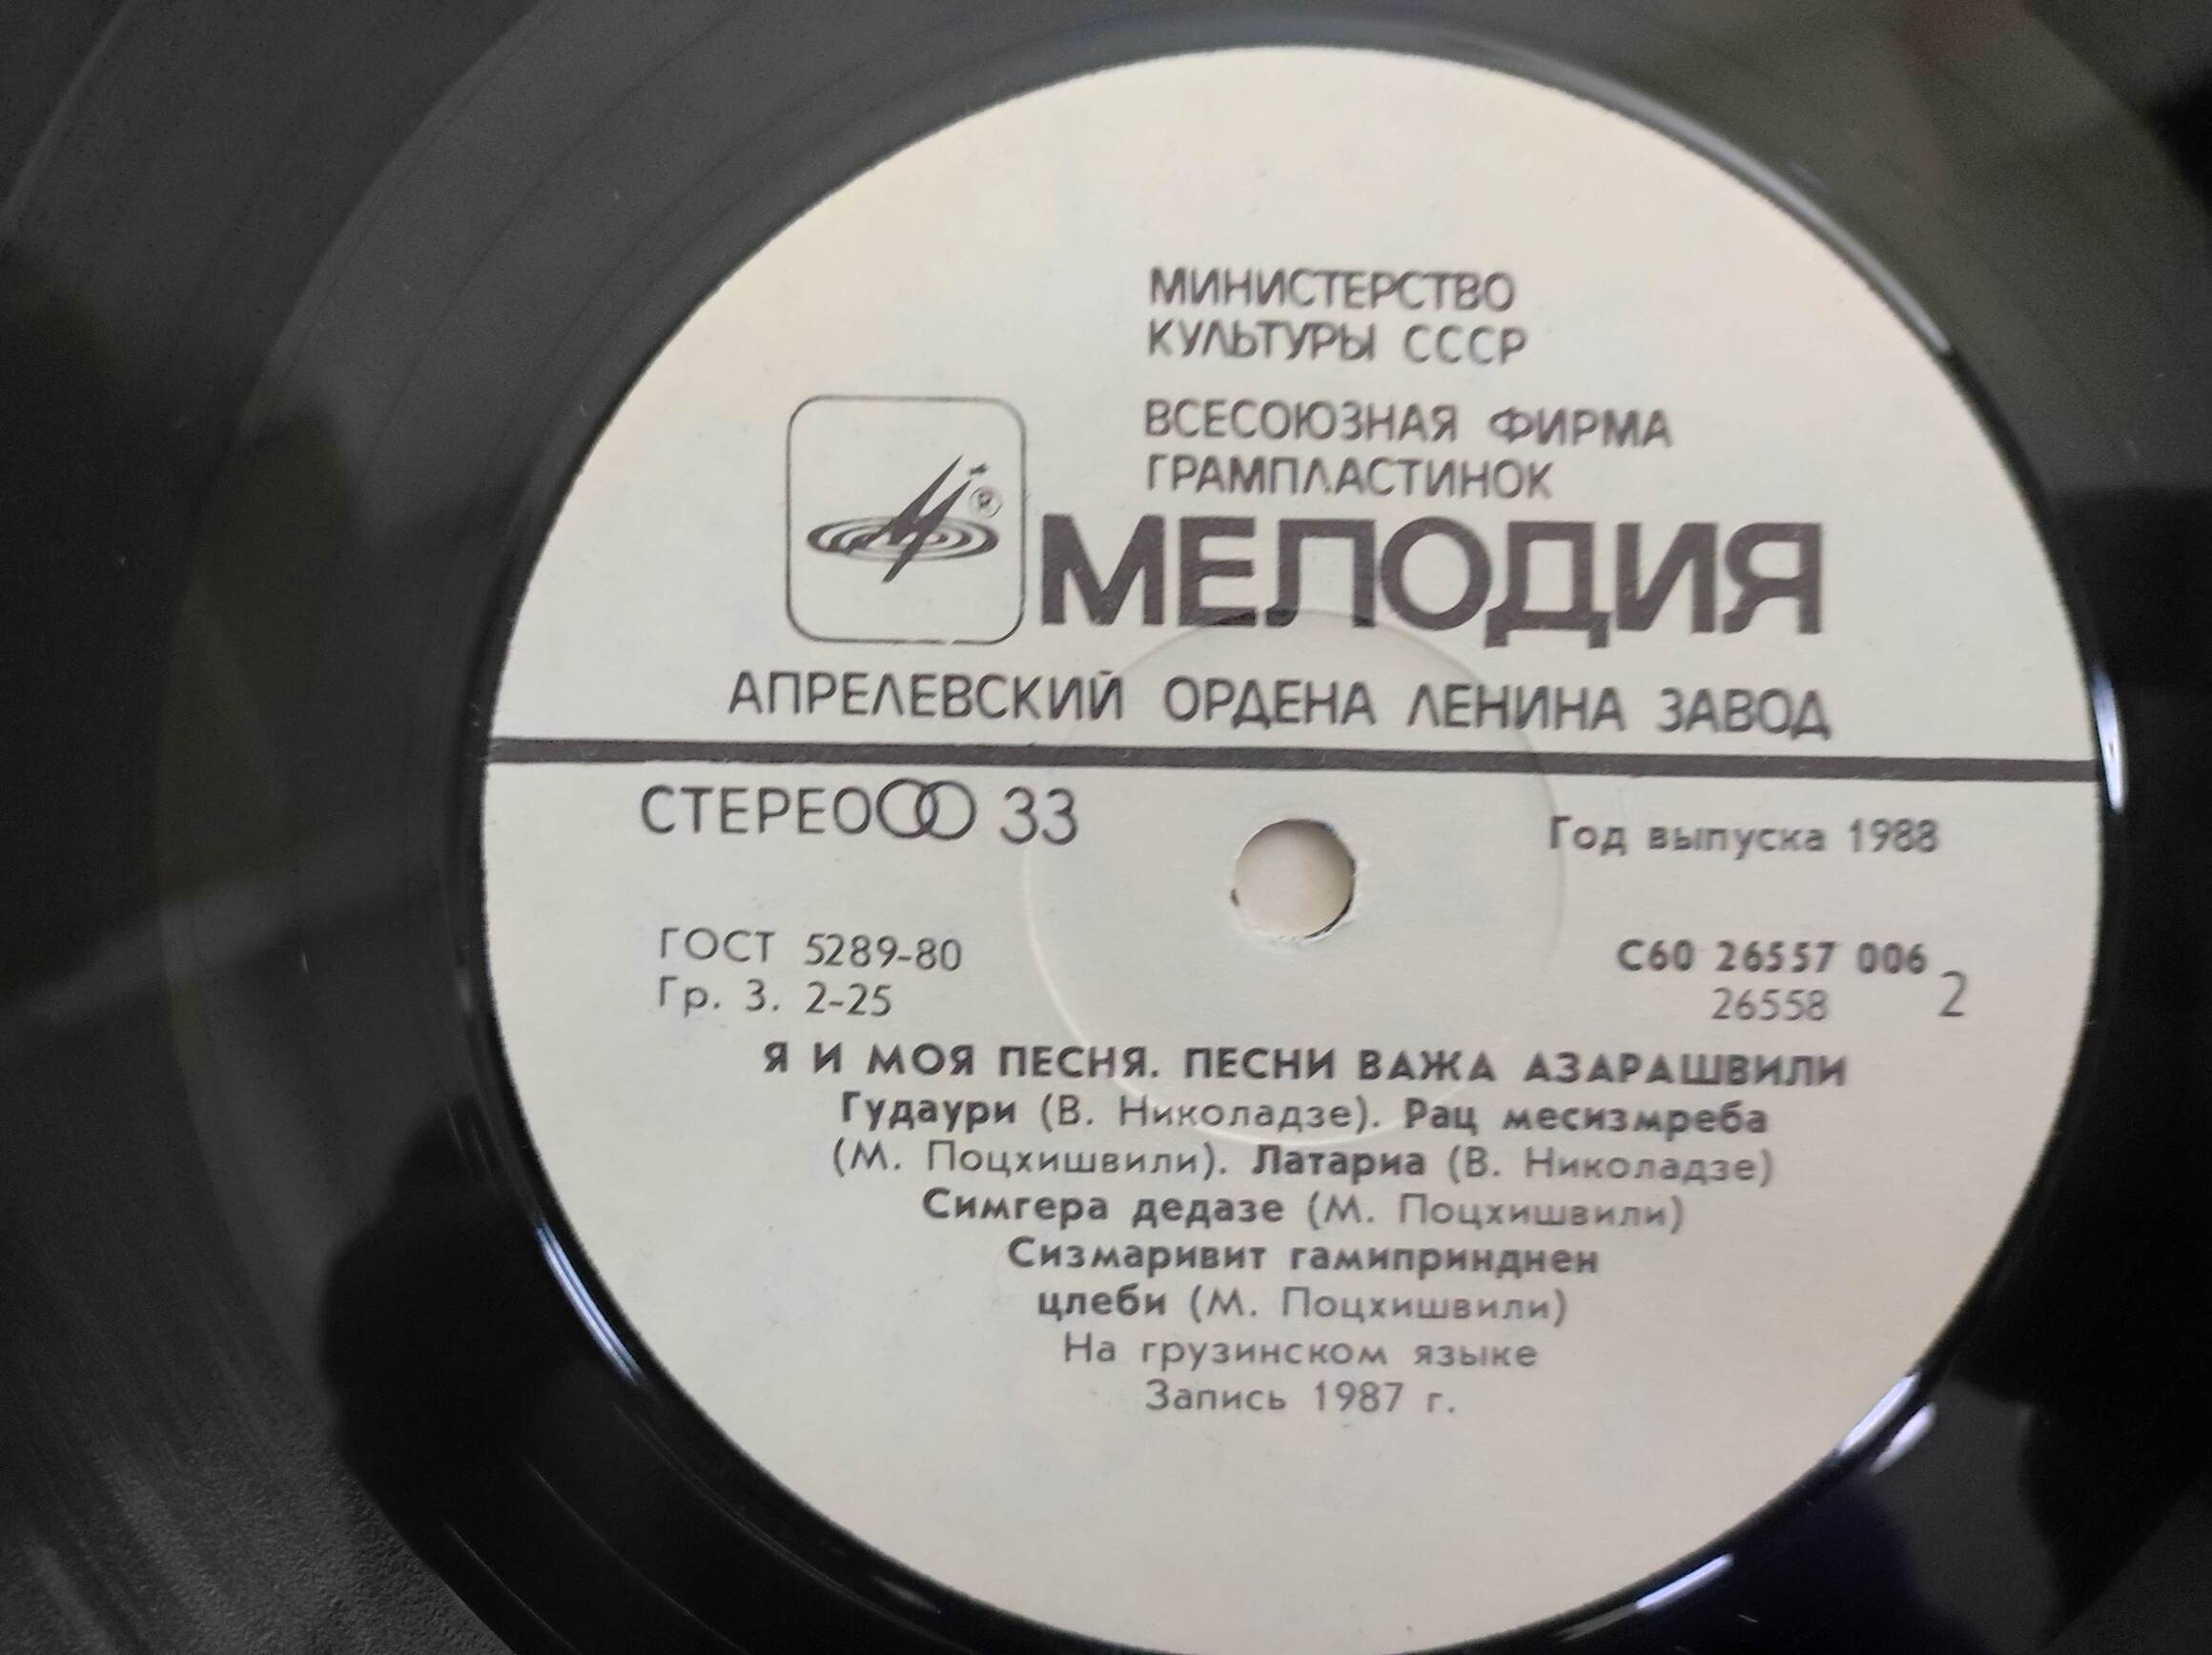 МИНИСТЕРСТВО
КУЛЬТУРЫ СССР
ВСЕСОЮЗНАЯ ФИРМА
ГРАМПЛАСТИНОК
®
МЕЛОДИЯ
АПРЕЛЕВСКИЙ ОРДЕНА ЛЕНИНА ЗАВОД
СТЕРЕО 33
Год выпуска 1988
ГОСТ 5289-80
Гр. 3. 2-25
С60 26557 006
26558
2
Я И МОЯ ПЕСНЯ. ПЕСНИ ВАЖА АЗАРАШВИЛИ
Гудаури (В. Николадзе). Рац месизмреба
(М. Поцхишвили). Латариа (В. Николадзе)
Симгера дедазе (М. Поцхишвили)
Сизмаривит гамипринднен
цлеби (М. Поцхишвили)
На грузинском языке
Запись 1987 г.